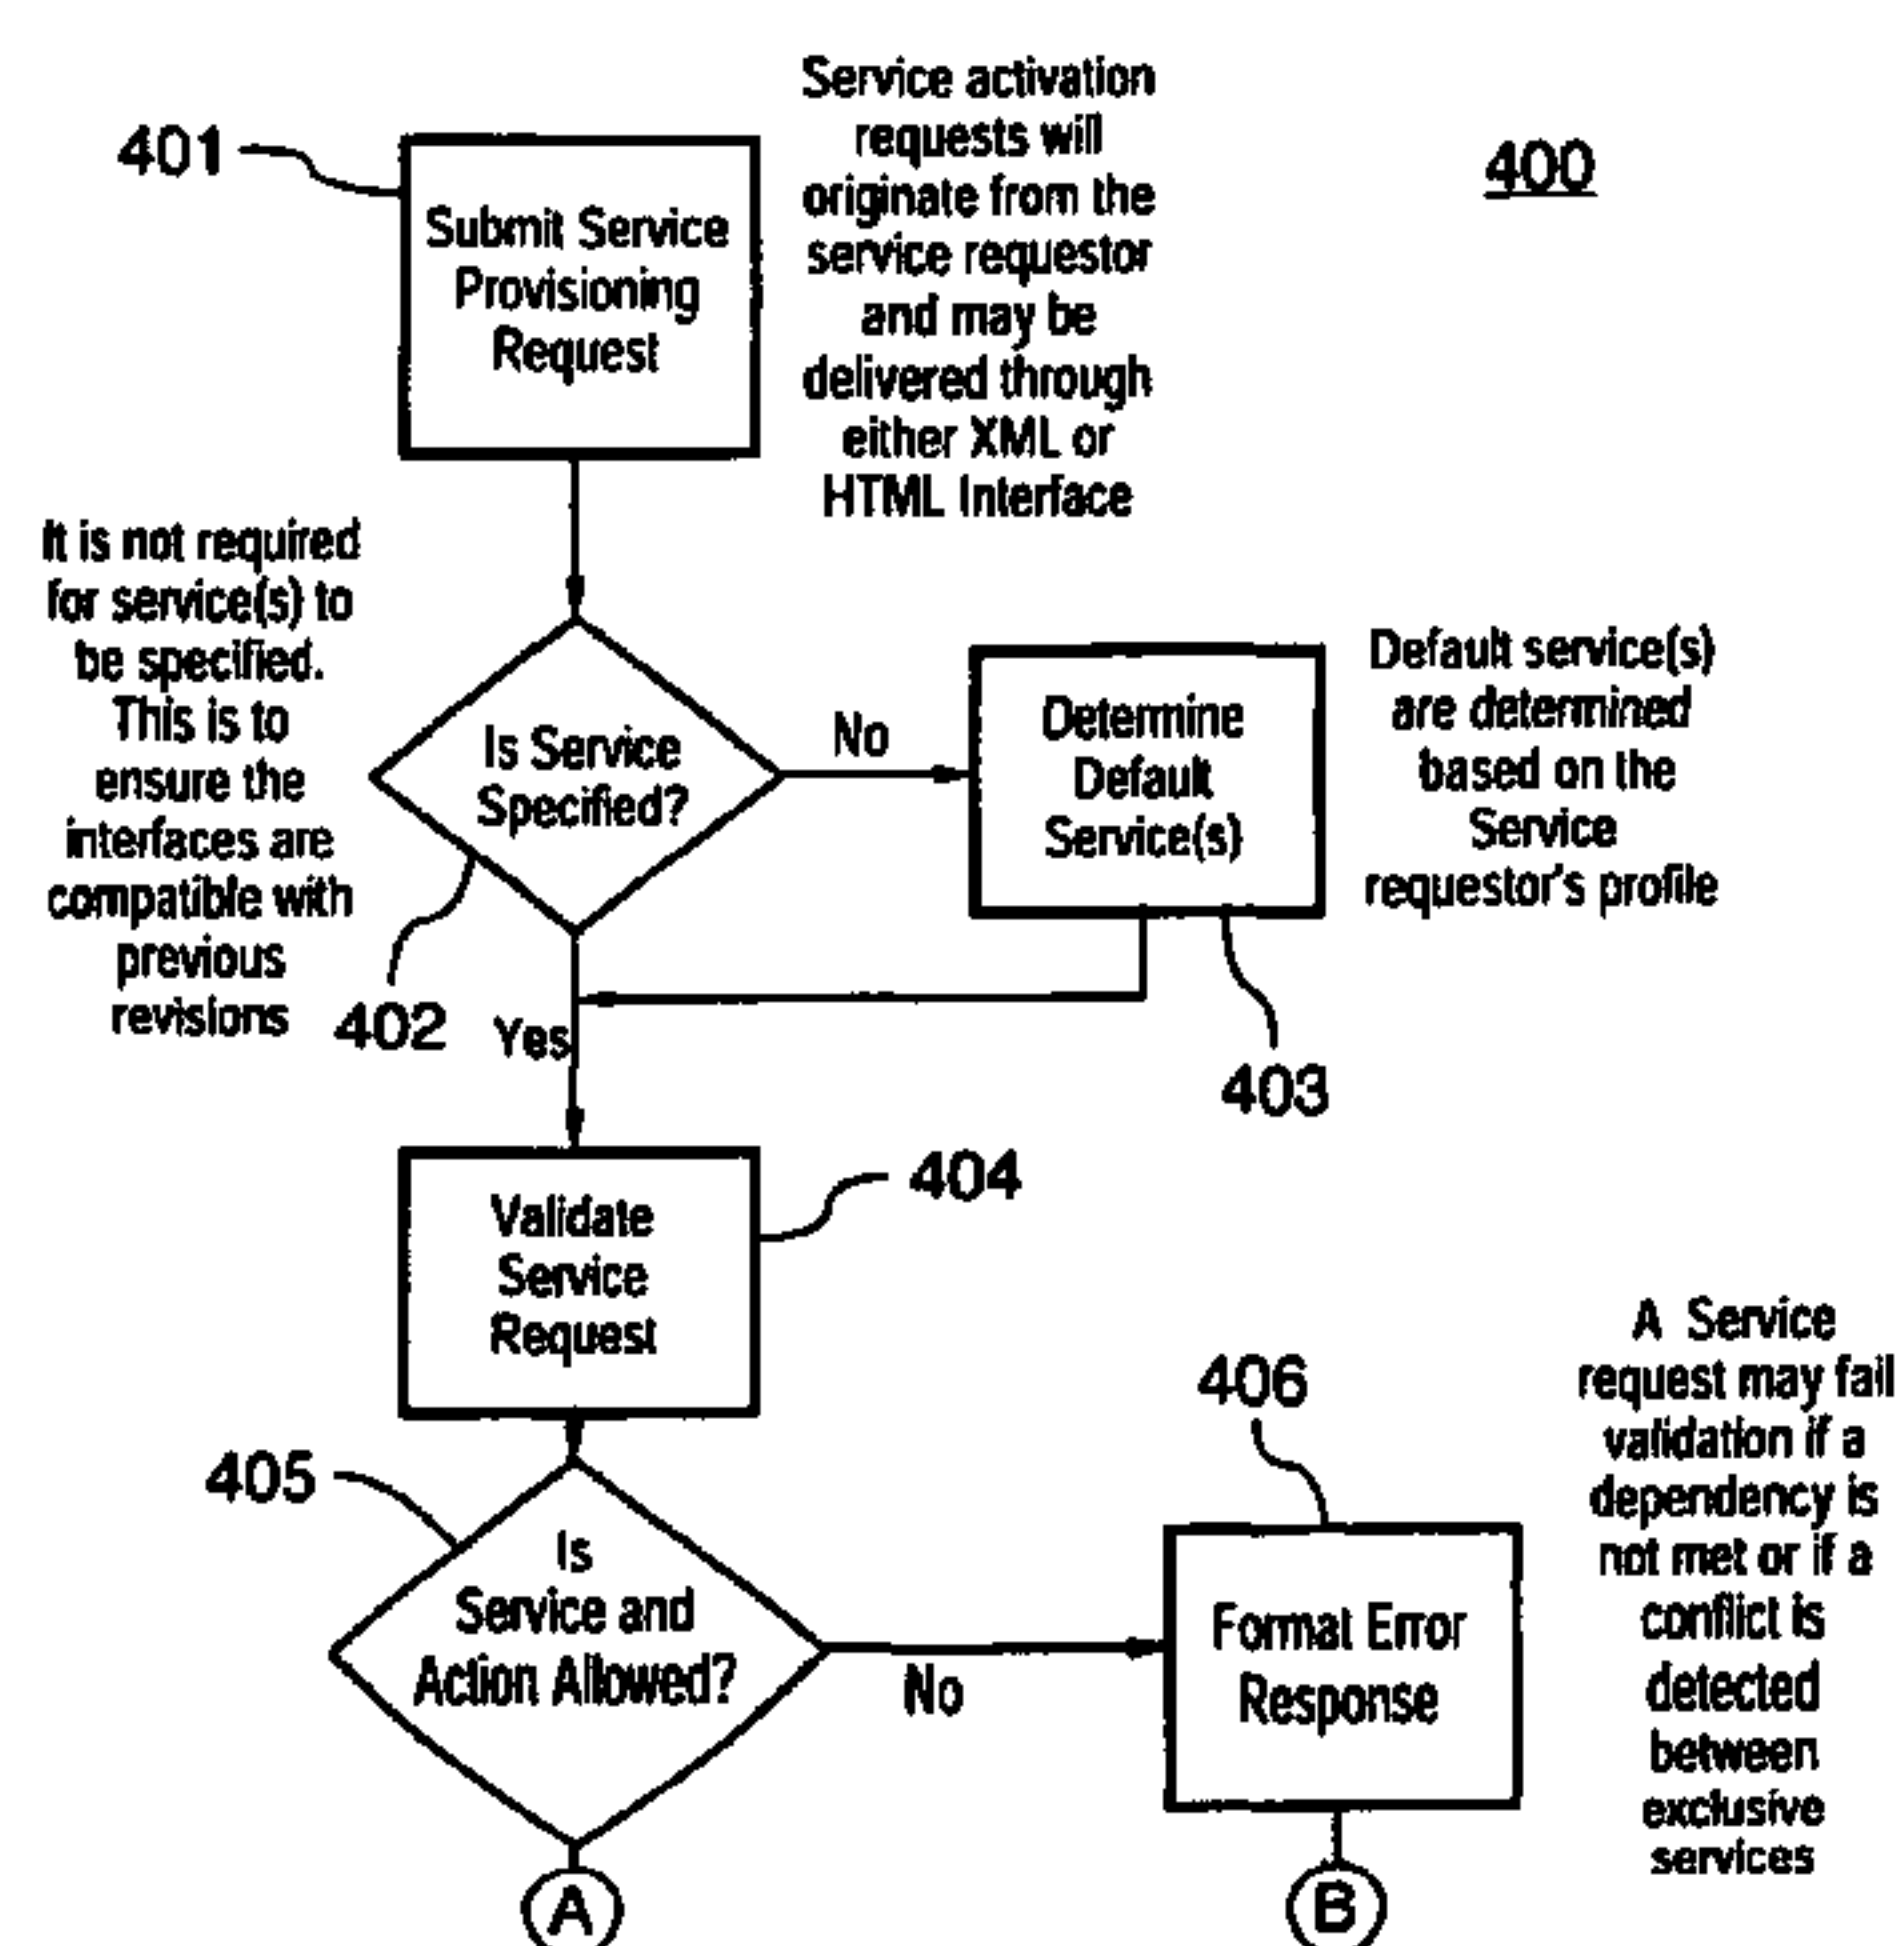 400
401
Submit Service
Provisioning
Request
Service activation
requests will
originate from the
service requestor
and may be
delivered through
either XML or
HTML Interface
It is not required
for service(s) to
be specified.
This is to
ensure the
interfaces are
compatible with
previous
revisions
Is Service
Specified?
402
No
Yes
Determine
Default
Service(s)
403
Default service(s)
are determined
based on the
Service
requestor's profile
Validate
Service
Request
404
405
Is
Service and
Action Allowed?
No
406
Format Error
Response
A Service
request may fail
validation if a
dependency is
not met or if a
conflict is
detected
between
exclusive
services
A
B